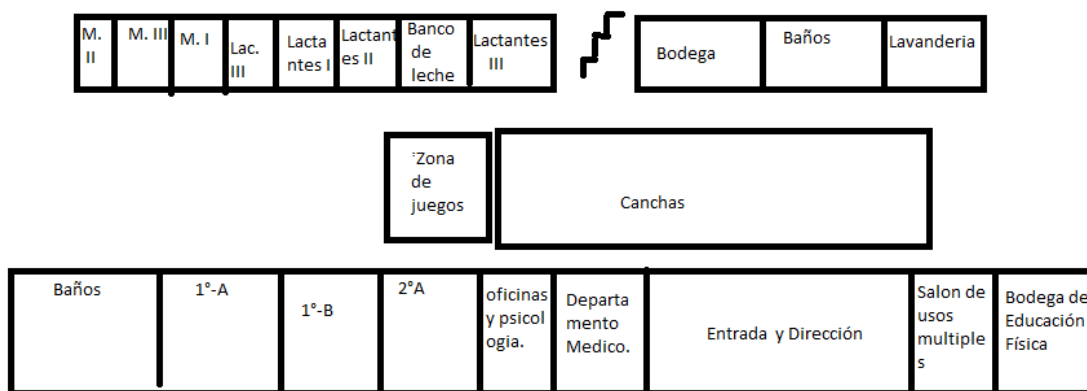 M.
II
M. III
M. I
Lac.
III
Lacta
ntes I
Lactant
es II
Banco
de
leche
Lactantes
III
Bodega
Baños
Lavanderia
Zona
de
juegos
Canchas
Baños
1°-A
1°-B
2°A
oficinas
y psicol
ogia.
Departa
mento
Medico.
Entrada y Dirección
Salon de
usos
multiple
s
Bodega de
Educación
Física